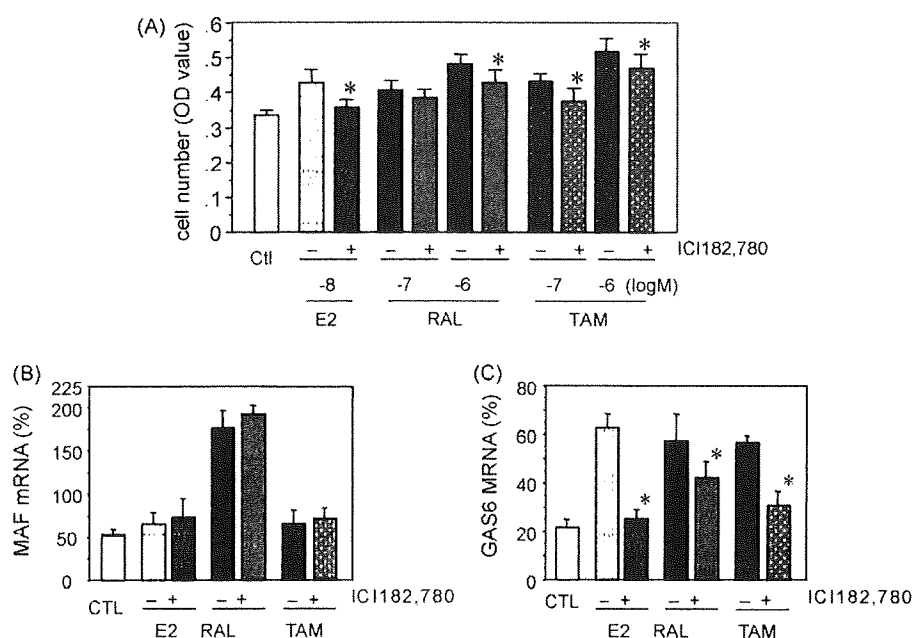 (A)
cell number (OD value)
.6
.5
.4
.3
.2
.1
0
* * * *
Ctl
– + – + – + – + – + ICI182,780
-8 -7 -6 -7 -6 (logM)
E2 RAL TAM
(B)
MAF mRNA (%)
225
200
150
100
50
0
CTL – + – + – + ICI182,780
E2 RAL TAM
(C)
GAS6 MRNA (%)
80
60
40
20
0
* * *
CTL – + – + – + ICI182,780
E2 RAL TAM